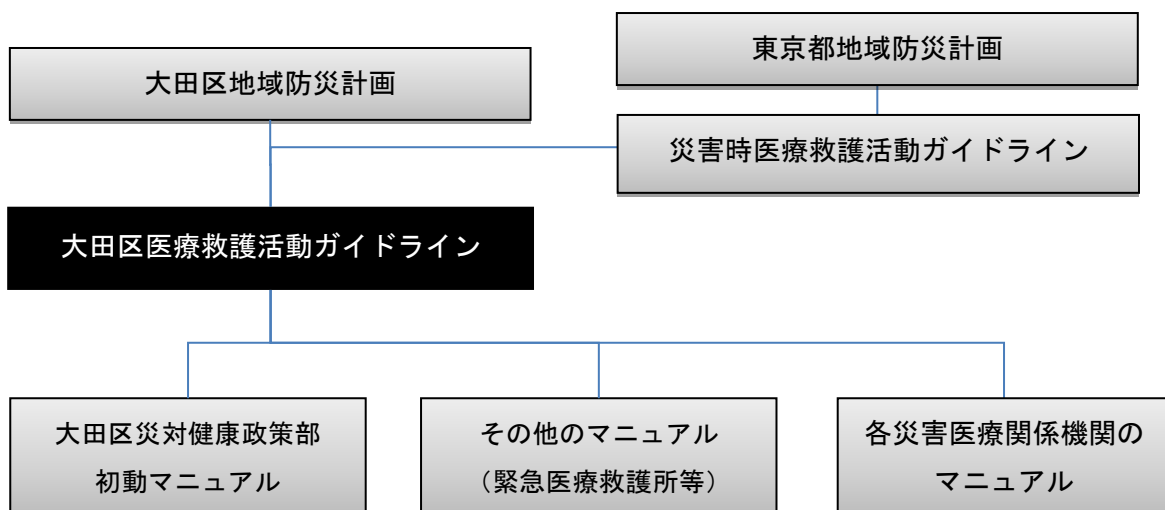 東京都地域防災計画
大田区地域防災計画
災害時医療救護活動ガイドライン
大田区医療救護活動ガイドライン
大田区災対健康政策部
初動マニュアル
その他のマニュアル
（緊急医療救護所等）
各災害医療関係機関の
マニュアル